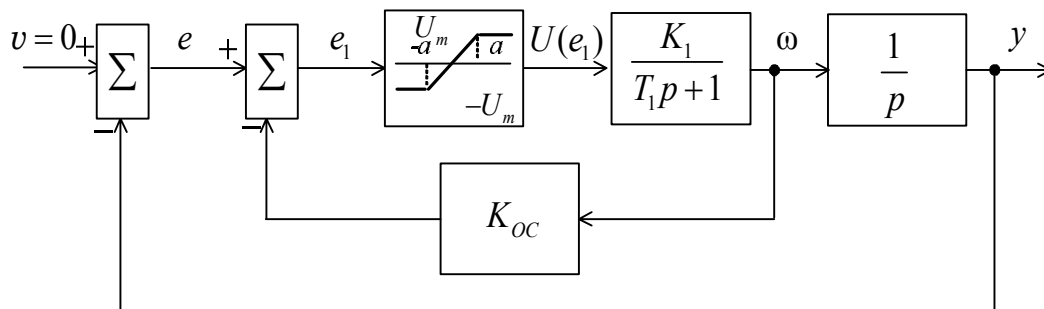 v = 0 + Σ e + Σ e₁
U_m -a a -U_m
U(e₁)
K₁ / (T₁p + 1)
ω
1 / p
y
− −
K_OC